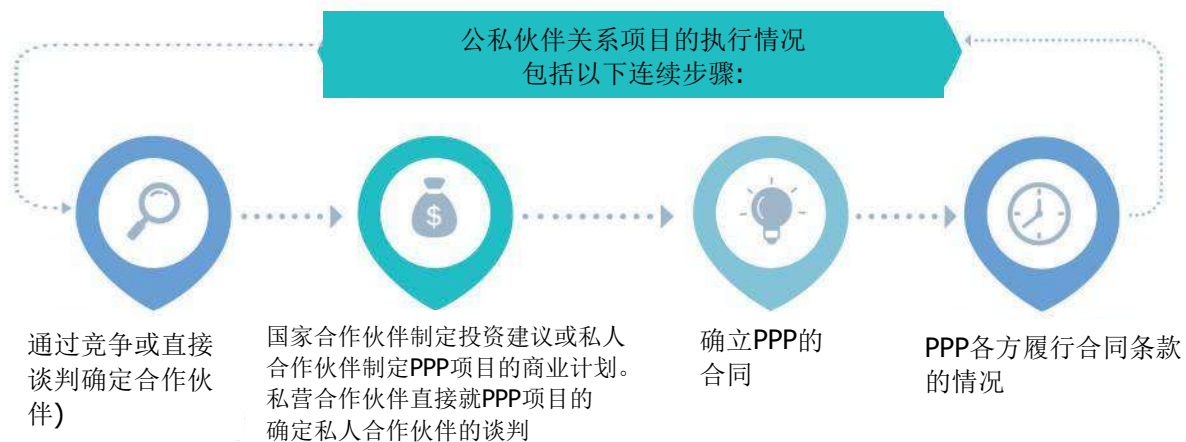 公私伙伴关系项目的执行情况
包括以下连续步骤:
$
通过竞争或直接
谈判确定合作伙
伴)
国家合作伙伴制定投资建议或私人
合作伙伴制定PPP项目的商业计划。
私营合作伙伴直接就PPP项目的
确定私人合作伙伴的谈判
确立PPP的
合同
PPP各方履行合同条款
的情况